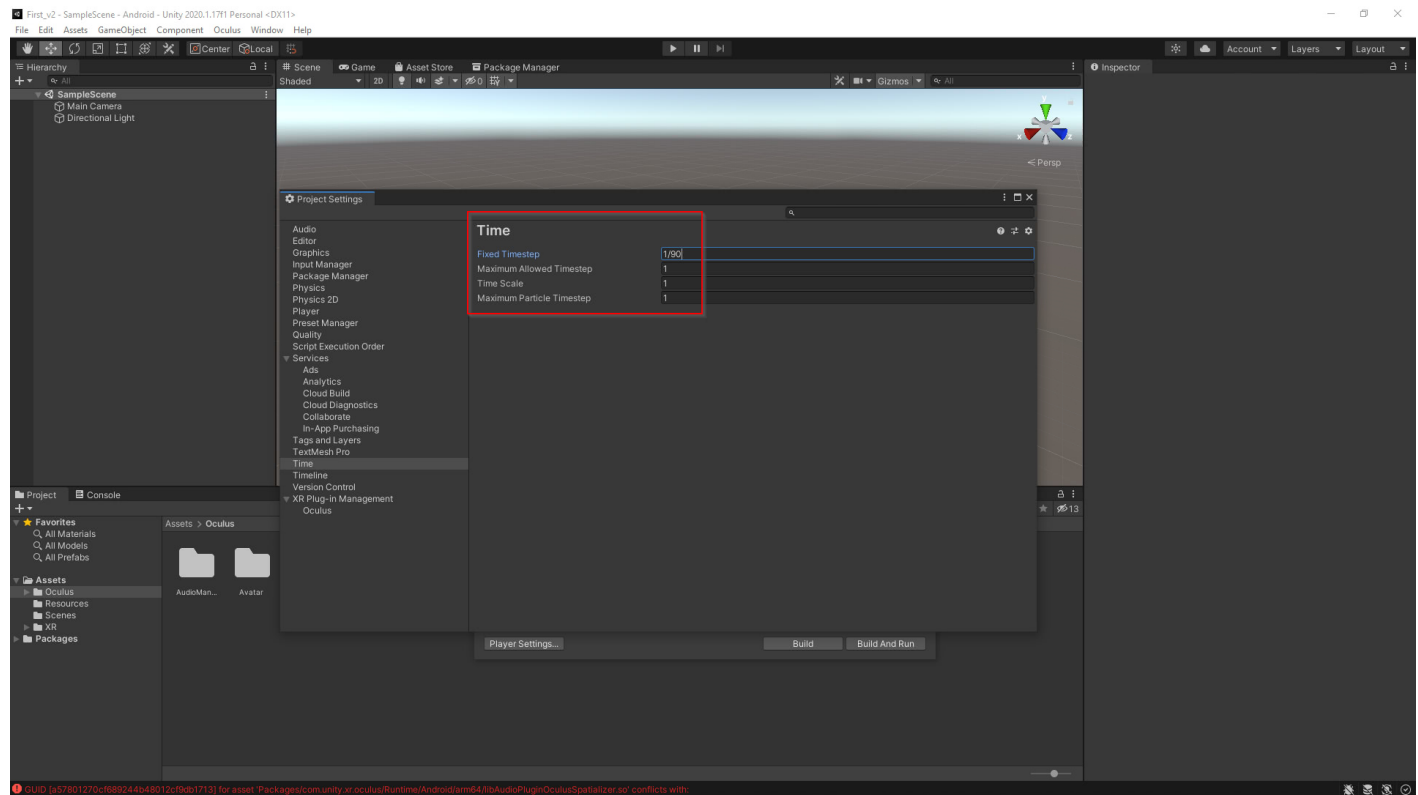 First_v2 - SampleScene - Android - Unity 2020.1.17f1 Personal <DX11>
File Edit Assets GameObject Component Oculus Window Help
Center Local
Account Layers Layout
Hierarchy
Scene Game Asset Store Package Manager
Inspector
All
Shaded 2D 0 Gizmos All
SampleScene
Main Camera
Directional Light
y
x z
Persp
Project Settings
Audio
Editor
Graphics
Input Manager
Package Manager
Physics
Physics 2D
Player
Preset Manager
Quality
Script Execution Order
Services
Ads
Analytics
Cloud Build
Cloud Diagnostics
Collaborate
In-App Purchasing
Tags and Layers
TextMesh Pro
Time
Timeline
Version Control
XR Plug-in Management
Oculus
Time
Fixed Timestep 1/90
Maximum Allowed Timestep 1
Time Scale 1
Maximum Particle Timestep 1
Player Settings... Build Build And Run
Project Console
13
Favorites
All Materials
All Models
All Prefabs
Assets
Oculus
Resources
Scenes
XR
Packages
Assets > Oculus
AudioMan... Avatar
GUID [a57801270cf689244b48012cf9db1713] for asset 'Packages/com.unity.xr.oculus/Runtime/Android/arm64/libAudioPluginOculusSpatializer.so' conflicts with: